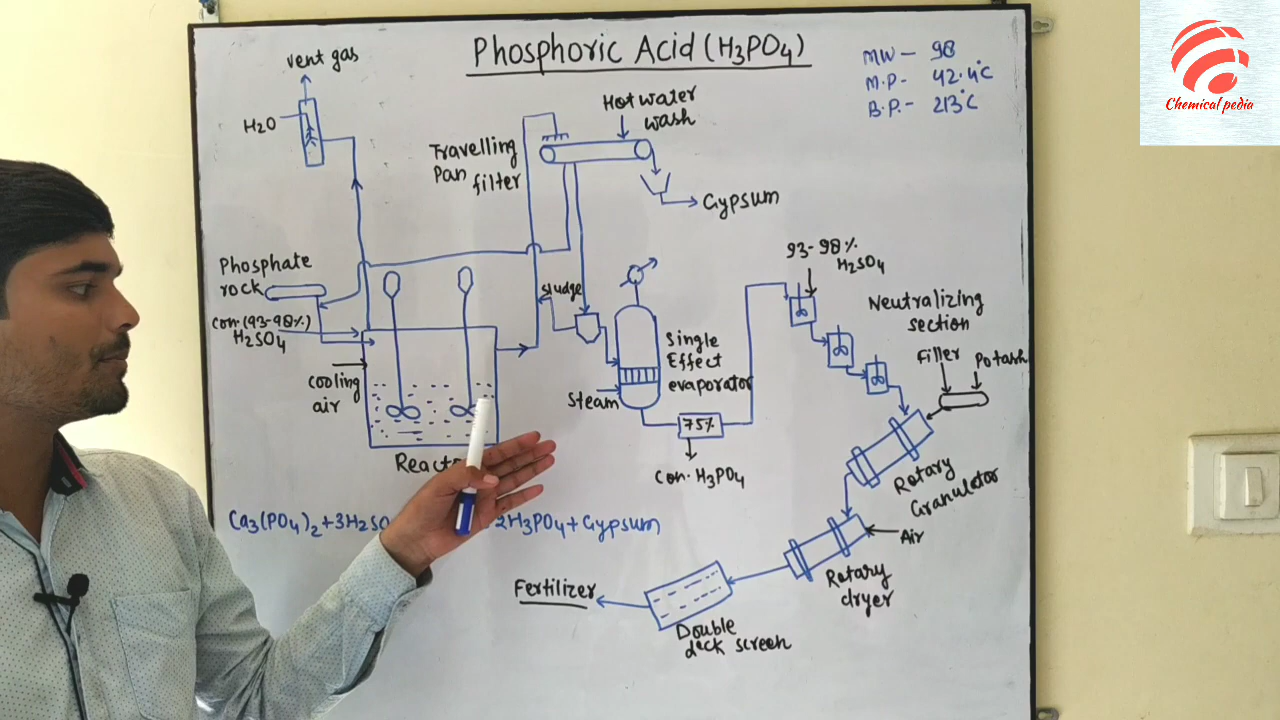 Phosphoric Acid (H3PO4)
MW - 98
M.P. - 42.4°C
B.P. - 213°C
Chemical pedia
vent gas
H2O
Hot water
wash
Travelling
Pan
filter
Gypsum
Phosphate
rock
con. (93-98%)
H2SO4
cooling
air
sludge
Single
Effect
evaporator
Steam
75%
Con. H3PO4
93-98%
H2SO4
Neutralizing
section
Filler
Potash
Rotary
Granulator
Air
Rotary
dryer
Double
deck screen
Fertilizer
Ca3(PO4)2 + 3H2SO
2H3PO4 + Gypsum